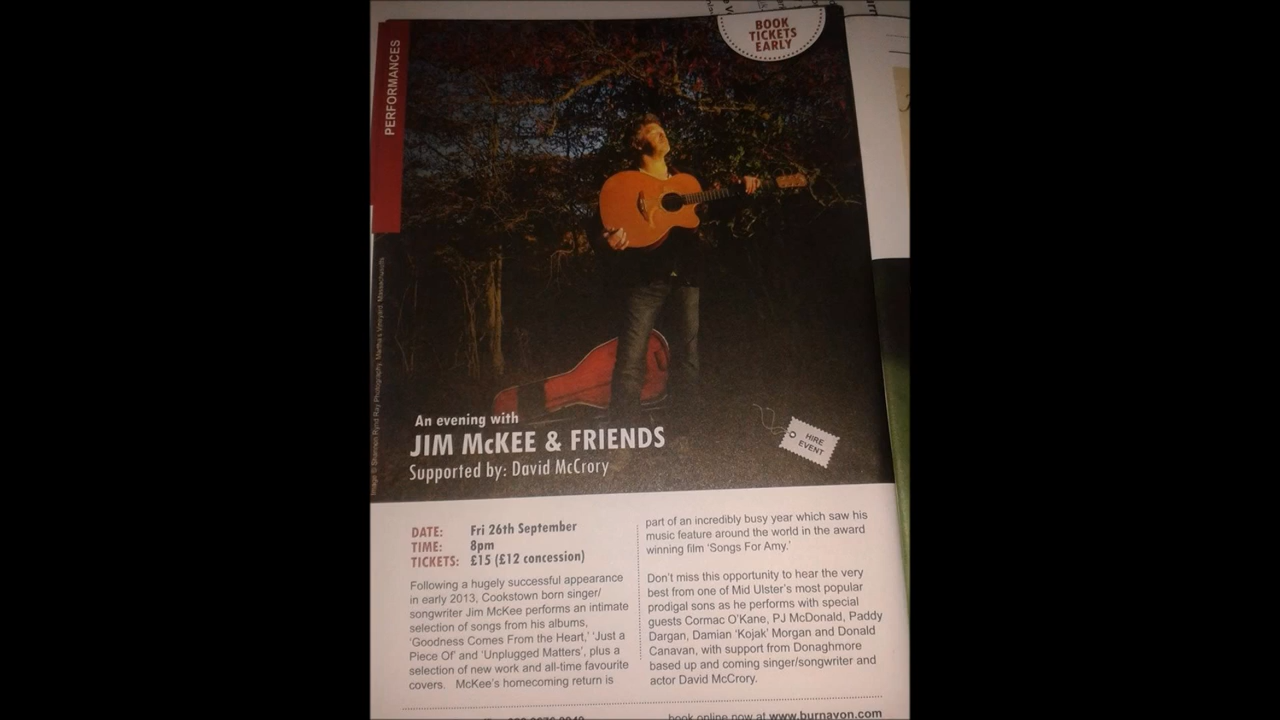 PERFORMANCES
BOOK
TICKETS
EARLY
An evening with
JIM McKEE & FRIENDS
Supported by: David McCrory
HIRE
EVENT
Image © Sharron Rynd Ray Photography, Martha's Vineyard, Massachusetts
DATE: Fri 26th September
TIME: 8pm
TICKETS: £15 (£12 concession)
Following a hugely successful appearance
in early 2013, Cookstown born singer/
songwriter Jim McKee performs an intimate
selection of songs from his albums,
'Goodness Comes From the Heart,' 'Just a
Piece Of' and 'Unplugged Matters', plus a
selection of new work and all-time favourite
covers. McKee's homecoming return is
part of an incredibly busy year which saw his
music feature around the world in the award
winning film 'Songs For Amy.'
Don't miss this opportunity to hear the very
best from one of Mid Ulster's most popular
prodigal sons as he performs with special
guests Cormac O'Kane, PJ McDonald, Paddy
Dargan, Damian 'Kojak' Morgan and Donald
Canavan, with support from Donaghmore
based up and coming singer/songwriter and
actor David McCrory.
book online now at www.burnavon.com